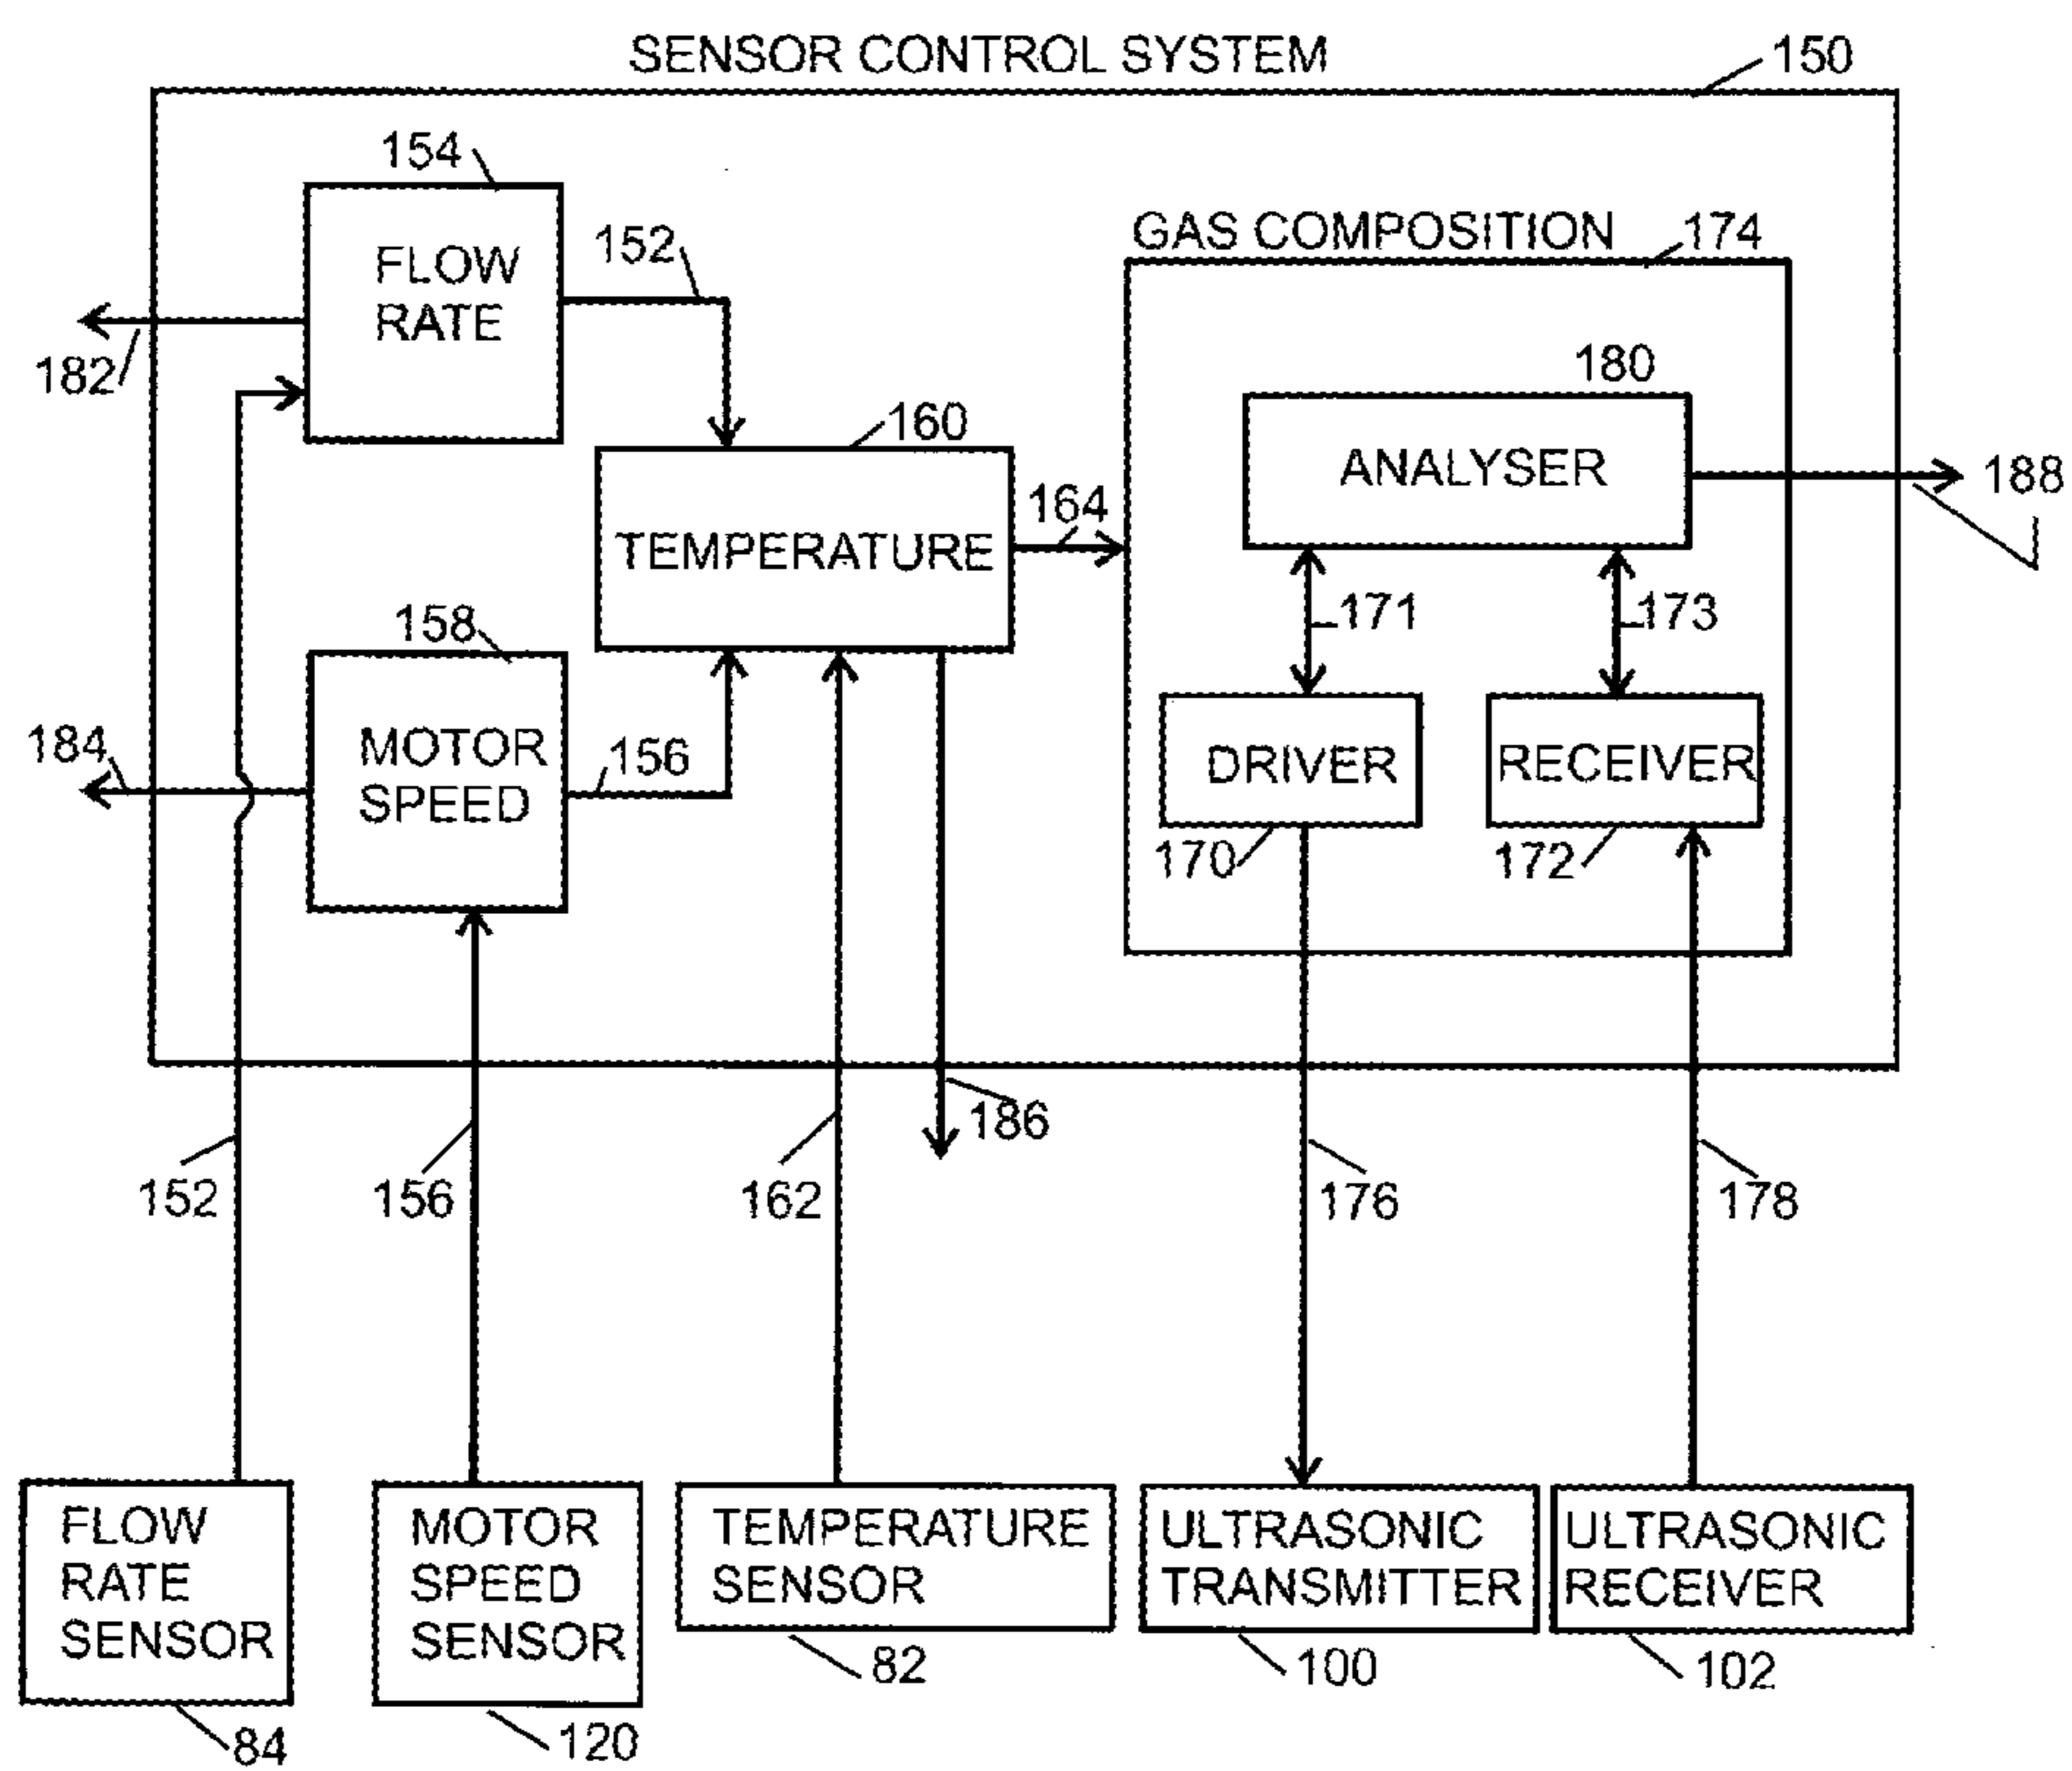 SENSOR CONTROL SYSTEM
150
154
FLOW
RATE
152
182
GAS COMPOSITION
174
180
ANALYSER
188
160
TEMPERATURE
164
171
173
158
MOTOR
SPEED
184
156
DRIVER
RECEIVER
170
172
186
152
156
162
176
178
FLOW
RATE
SENSOR
MOTOR
SPEED
SENSOR
TEMPERATURE
SENSOR
ULTRASONIC
TRANSMITTER
ULTRASONIC
RECEIVER
84
120
82
100
102